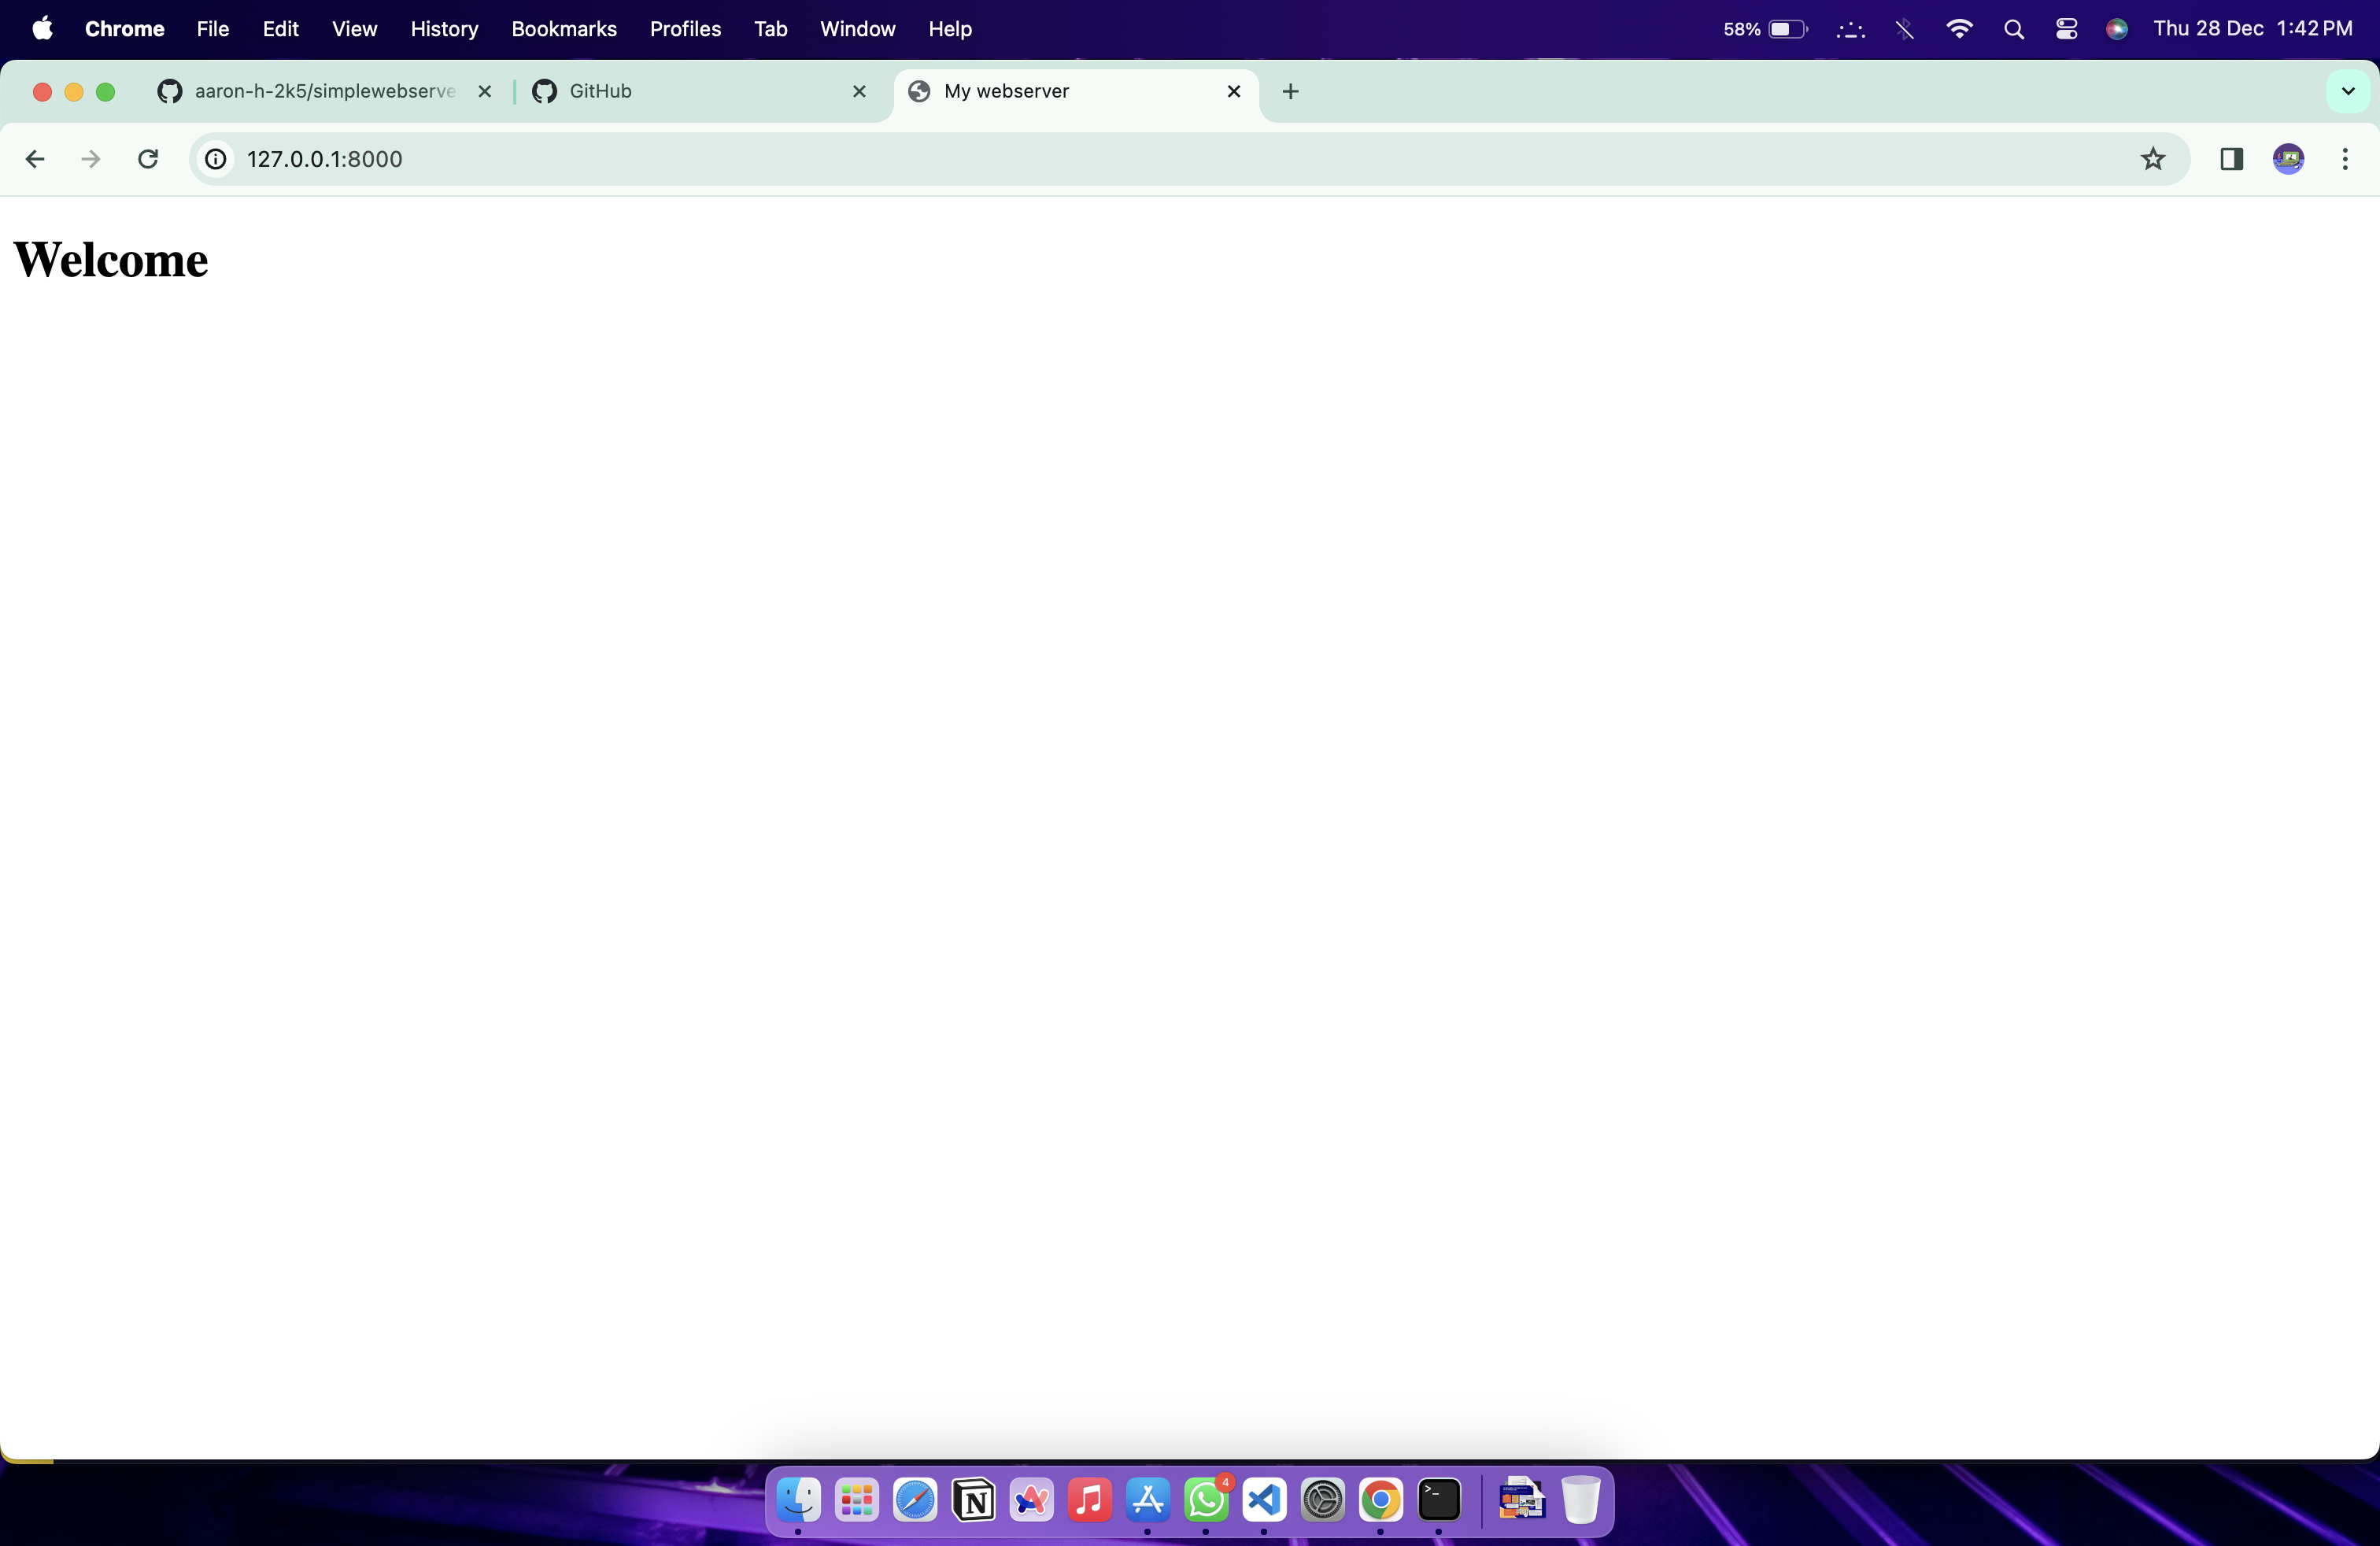 Chrome File Edit View History Bookmarks Profiles Tab Window Help 58% Thu 28 Dec 1:42 PM
aaron-h-2k5/simplewebserve GitHub My webserver
127.0.0.1:8000
Welcome
4